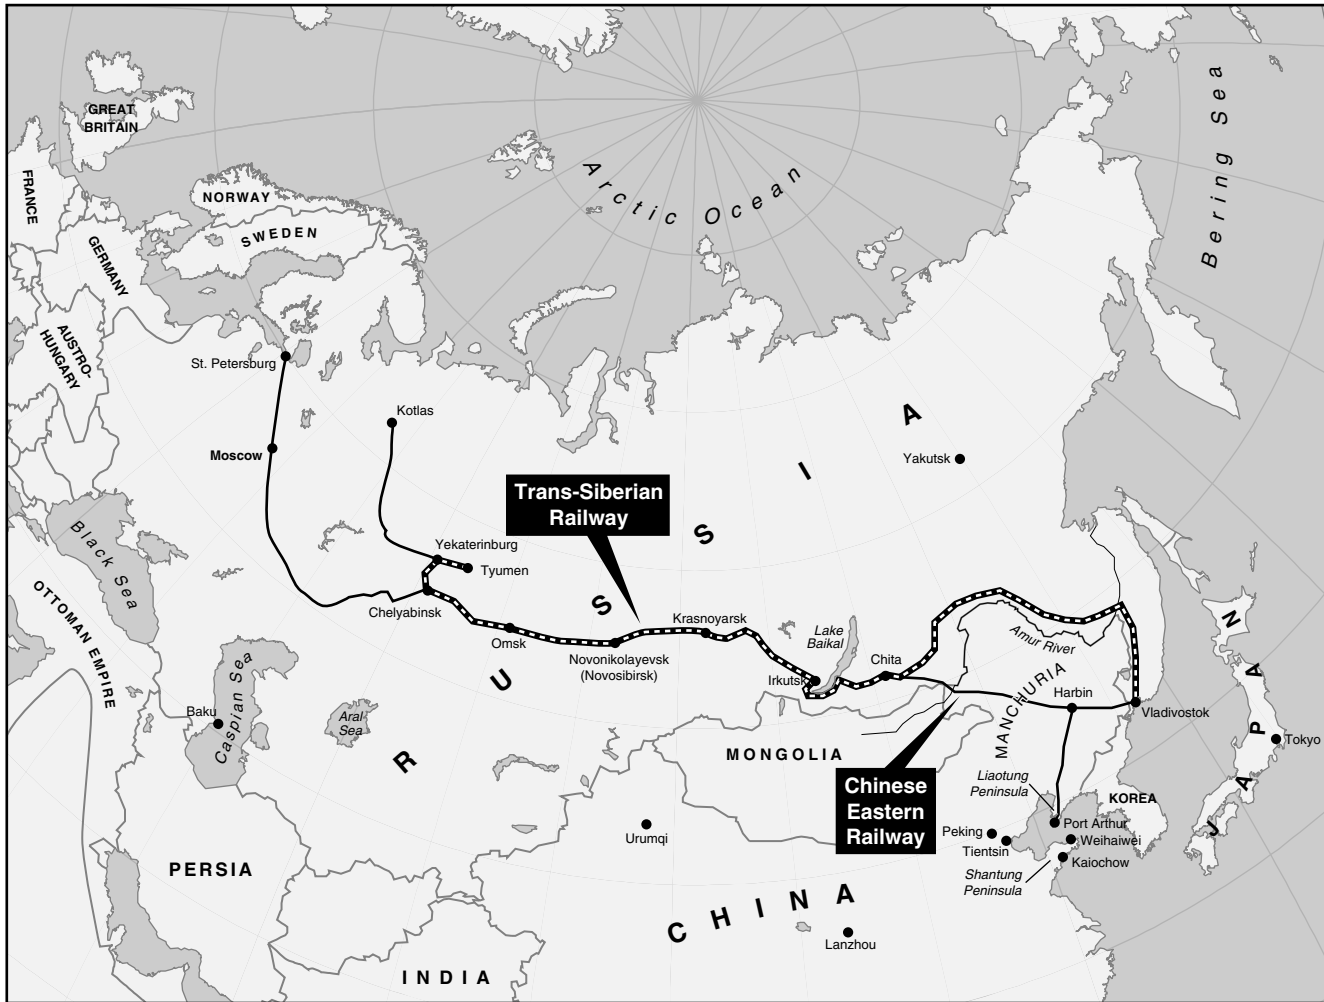 GREAT
BRITAIN
FRANCE
NORWAY
SWEDEN
GERMANY
AUSTRO-
HUNGARY
Arctic Ocean
Bering Sea
St. Petersburg
Kotlas
Moscow
Yakutsk
RUSSIA
Trans-Siberian
Railway
Black Sea
Yekaterinburg
Tyumen
Chelyabinsk
OTTOMAN EMPIRE
Omsk
Novonikolayevsk
(Novosibirsk)
Krasnoyarsk
Lake
Baikal
Irkutsk
Chita
Amur River
MANCHURIA
Harbin
Vladivostok
JAPAN
Tokyo
Baku
Caspian Sea
Aral
Sea
MONGOLIA
Chinese
Eastern
Railway
Liaotung
Peninsula
KOREA
Port Arthur
Peking
Tientsin
Weihaiwei
Kaiochow
Shantung
Peninsula
Urumqi
PERSIA
CHINA
Lanzhou
INDIA